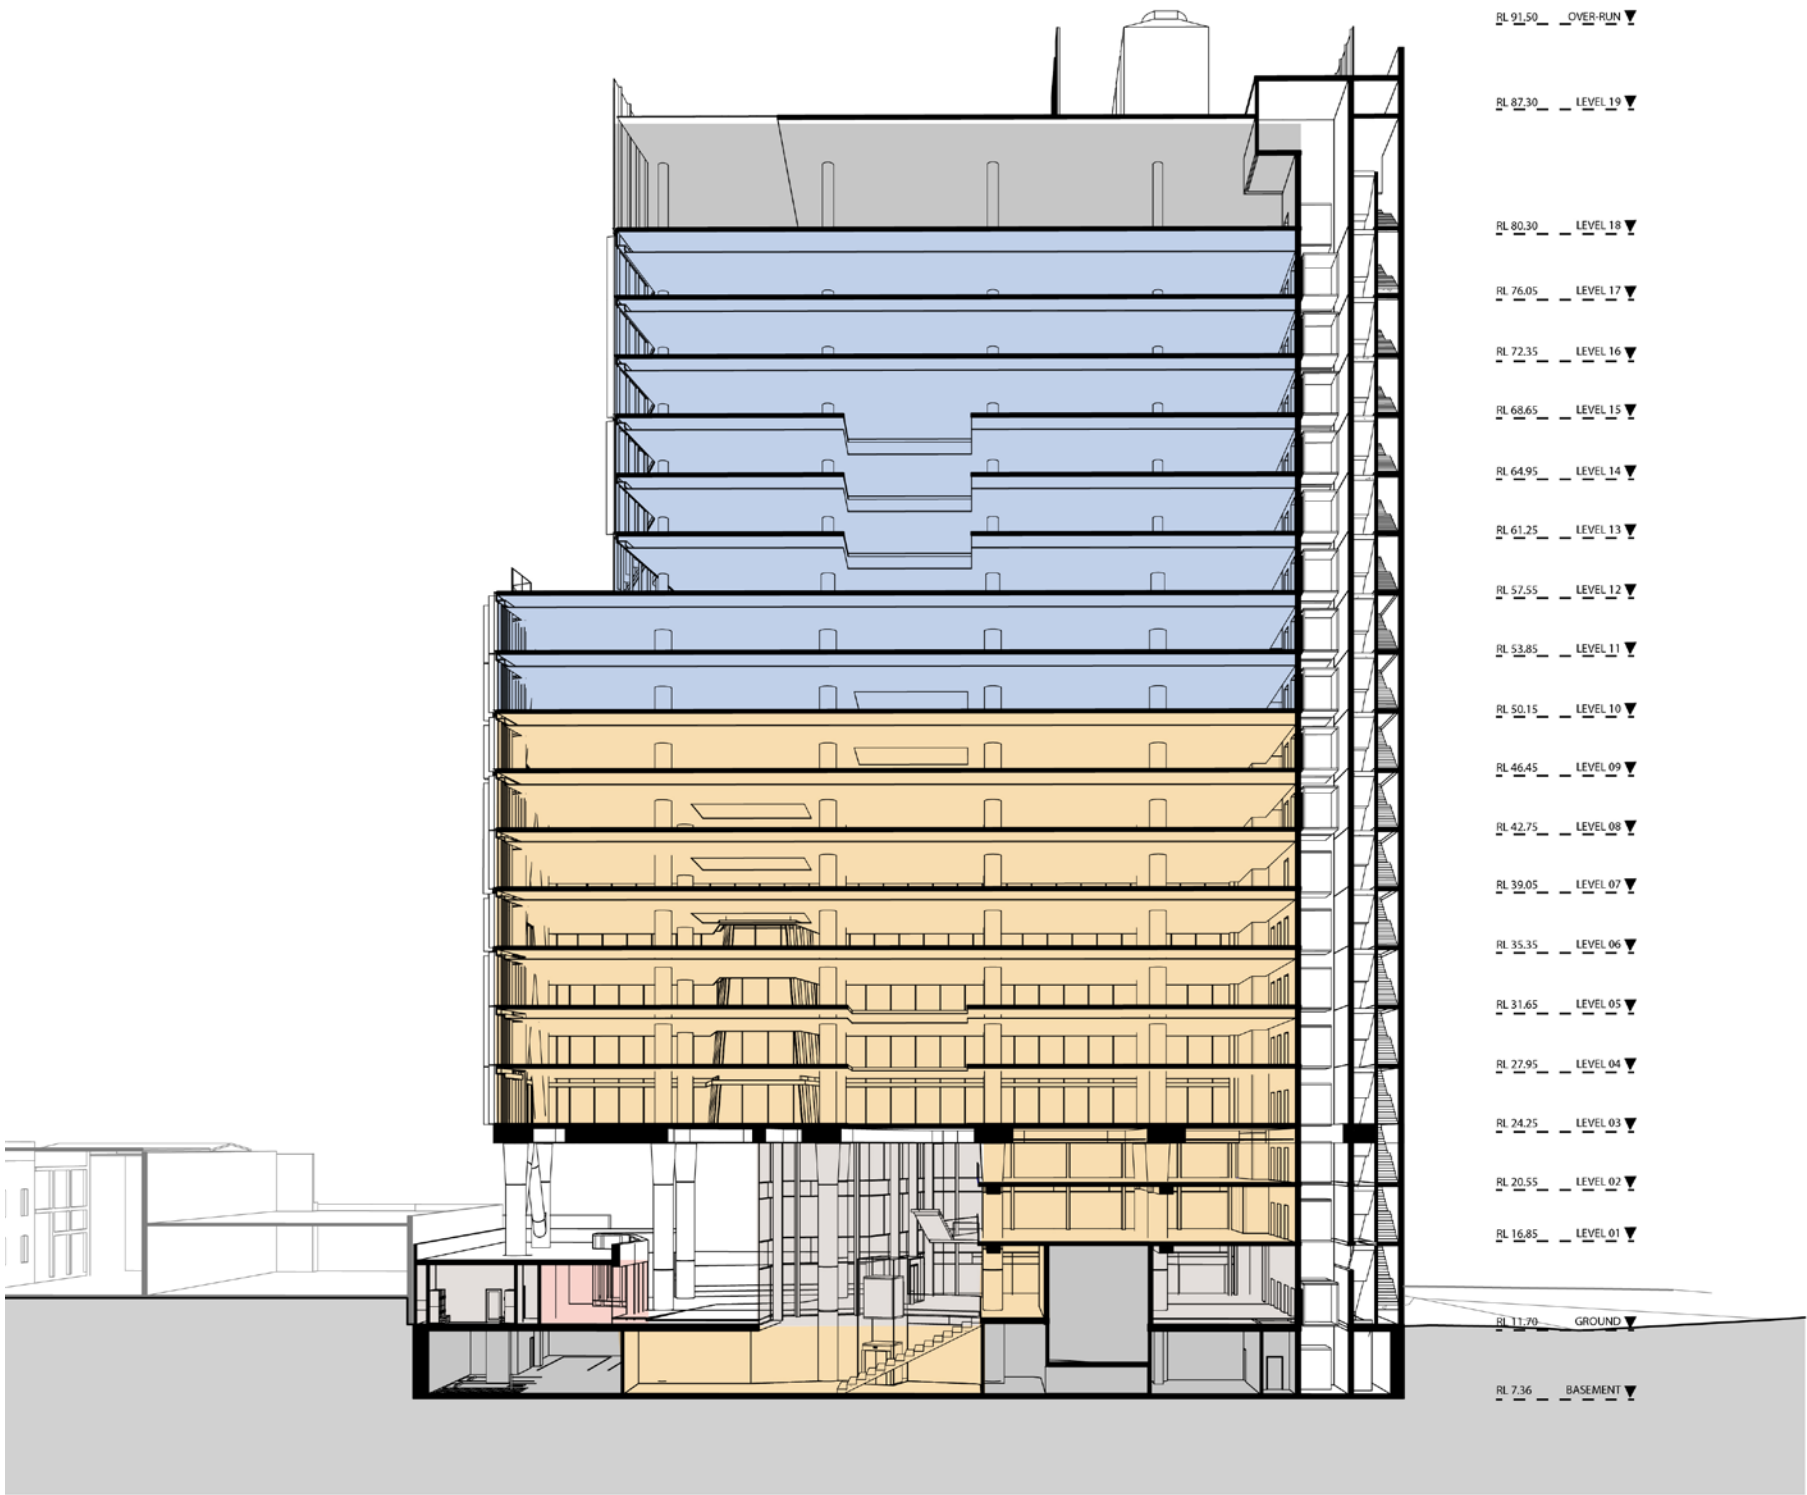 RL 91.50 OVER-RUN
RL 87.30 LEVEL 19
RL 80.30 LEVEL 18
RL 76.05 LEVEL 17
RL 72.35 LEVEL 16
RL 68.65 LEVEL 15
RL 64.95 LEVEL 14
RL 61.25 LEVEL 13
RL 57.55 LEVEL 12
RL 53.85 LEVEL 11
RL 50.15 LEVEL 10
RL 46.45 LEVEL 09
RL 42.75 LEVEL 08
RL 39.05 LEVEL 07
RL 35.35 LEVEL 06
RL 31.65 LEVEL 05
RL 27.95 LEVEL 04
RL 24.25 LEVEL 03
RL 20.55 LEVEL 02
RL 16.85 LEVEL 01
RL 11.70 GROUND
RL 7.36 BASEMENT